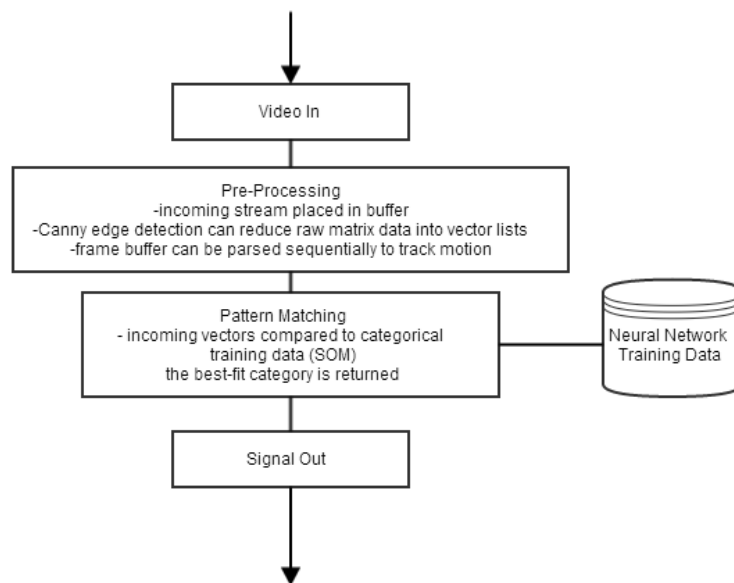 Video In
Pre-Processing
-incoming stream placed in buffer
-Canny edge detection can reduce raw matrix data into vector lists
-frame buffer can be parsed sequentially to track motion
Pattern Matching
- incoming vectors compared to categorical
training data (SOM)
the best-fit category is returned
Neural Network
Training Data
Signal Out